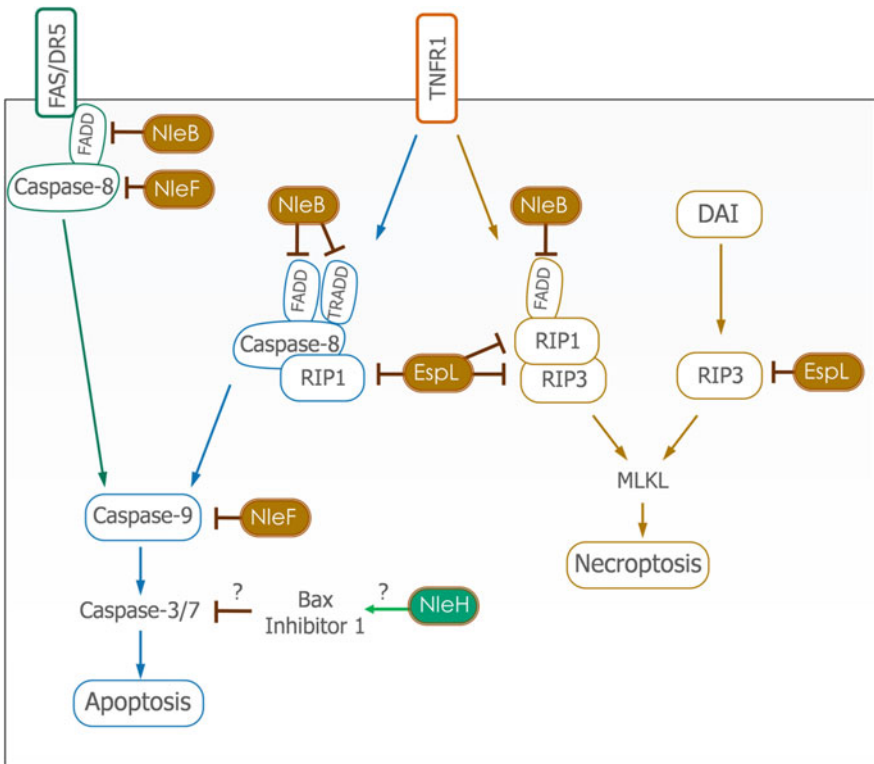 FAS/DR5
TNFR1
FADD
NleB
Caspase-8
NleF
NleB
NleB
DAI
FADD
TRADD
FADD
Caspase-8
RIP1
RIP1
EspL
RIP3
RIP3
EspL
MLKL
Caspase-9
NleF
Necroptosis
? ?
Caspase-3/7
Bax
Inhibitor 1
NleH
Apoptosis